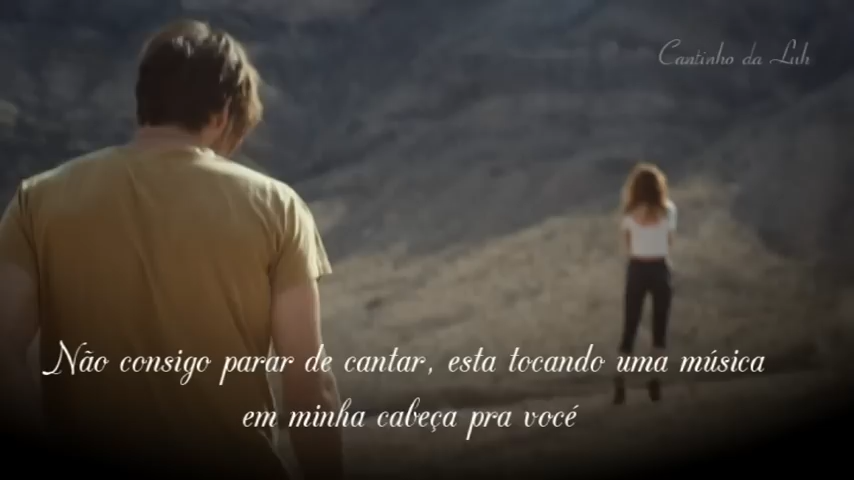 Cantinho da Luh
Não consigo parar de cantar, esta tocando uma música
em minha cabeça pra você